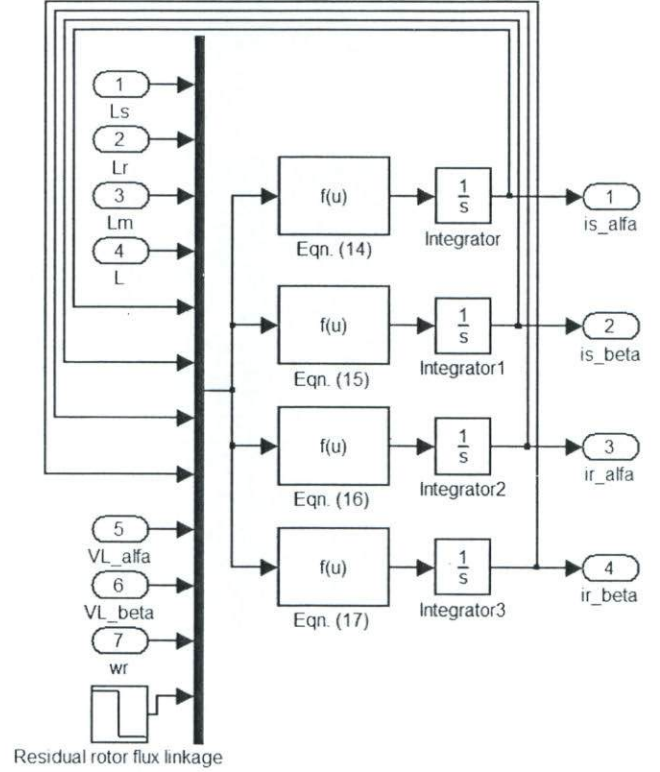 1
Ls
2
Lr
3
Lm
4
L
5
VL_alfa
6
VL_beta
7
wr
Residual rotor flux linkage
f(u)
Eqn. (14)
1
s
Integrator
1
is_alfa
f(u)
Eqn. (15)
1
s
Integrator1
2
is_beta
f(u)
Eqn. (16)
1
s
Integrator2
3
ir_alfa
f(u)
Eqn. (17)
1
s
Integrator3
4
ir_beta